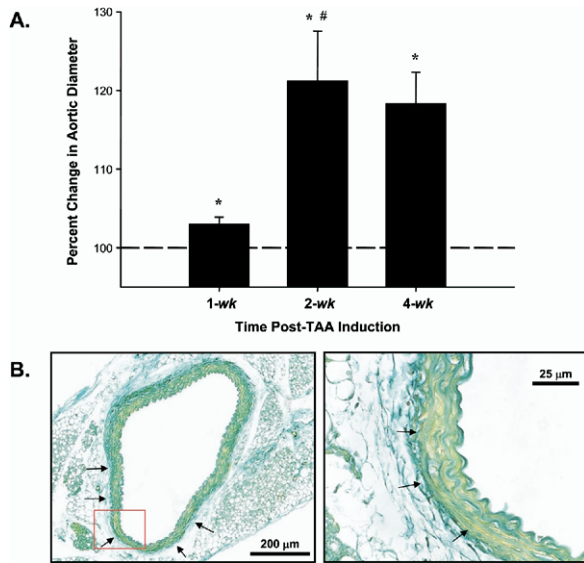 A.
Percent Change in Aortic Diameter
130
120
110
100
*
* #
*
1-wk 2-wk 4-wk
Time Post-TAA Induction
B.
200 μm
25 μm